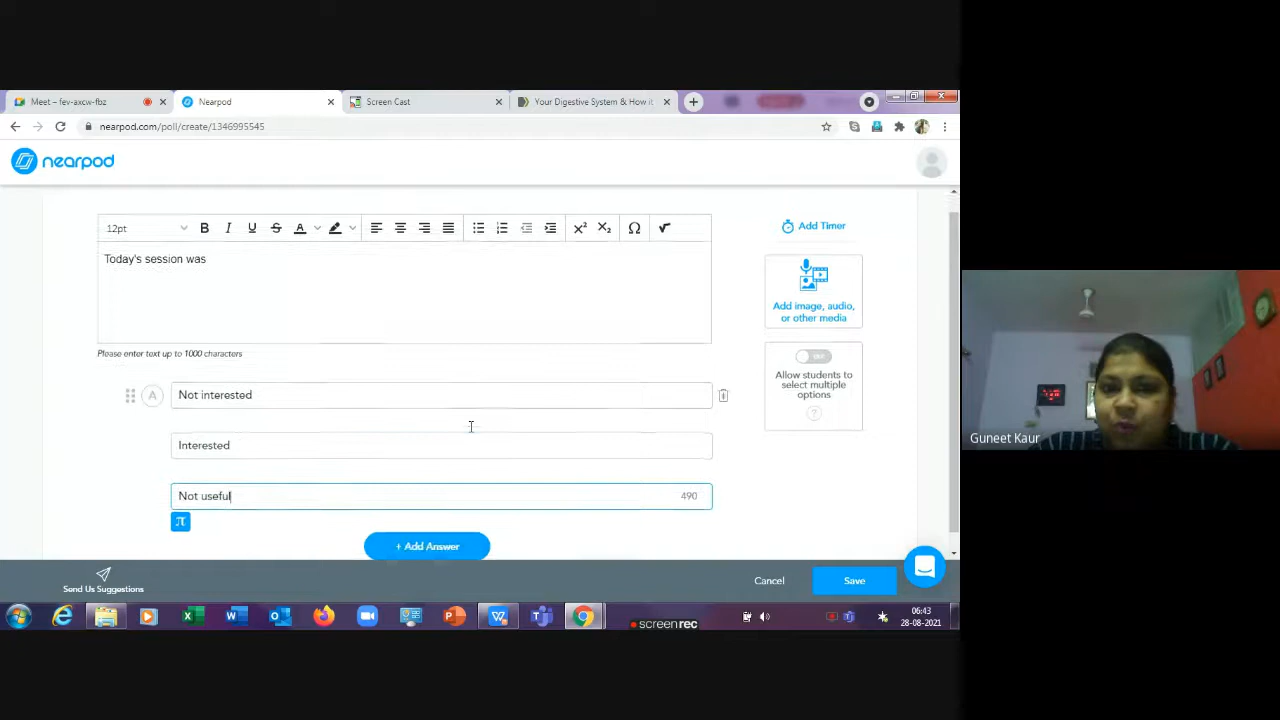 Meet – fev-axcw-fbz
Nearpod
Screen Cast
Your Digestive System & How it
nearpod.com/poll/create/1346995545
nearpod
12pt
B I U S A
X² X₂ Ω √
Add Timer
Today's session was
Add image, audio,
or other media
Please enter text up to 1000 characters
OFF
Allow students to
select multiple
options
?
A
Not interested
Interested
Not useful
490
π
+ Add Answer
Guneet Kaur
Send Us Suggestions
Cancel
Save
06:43
28-08-2021
screenrec